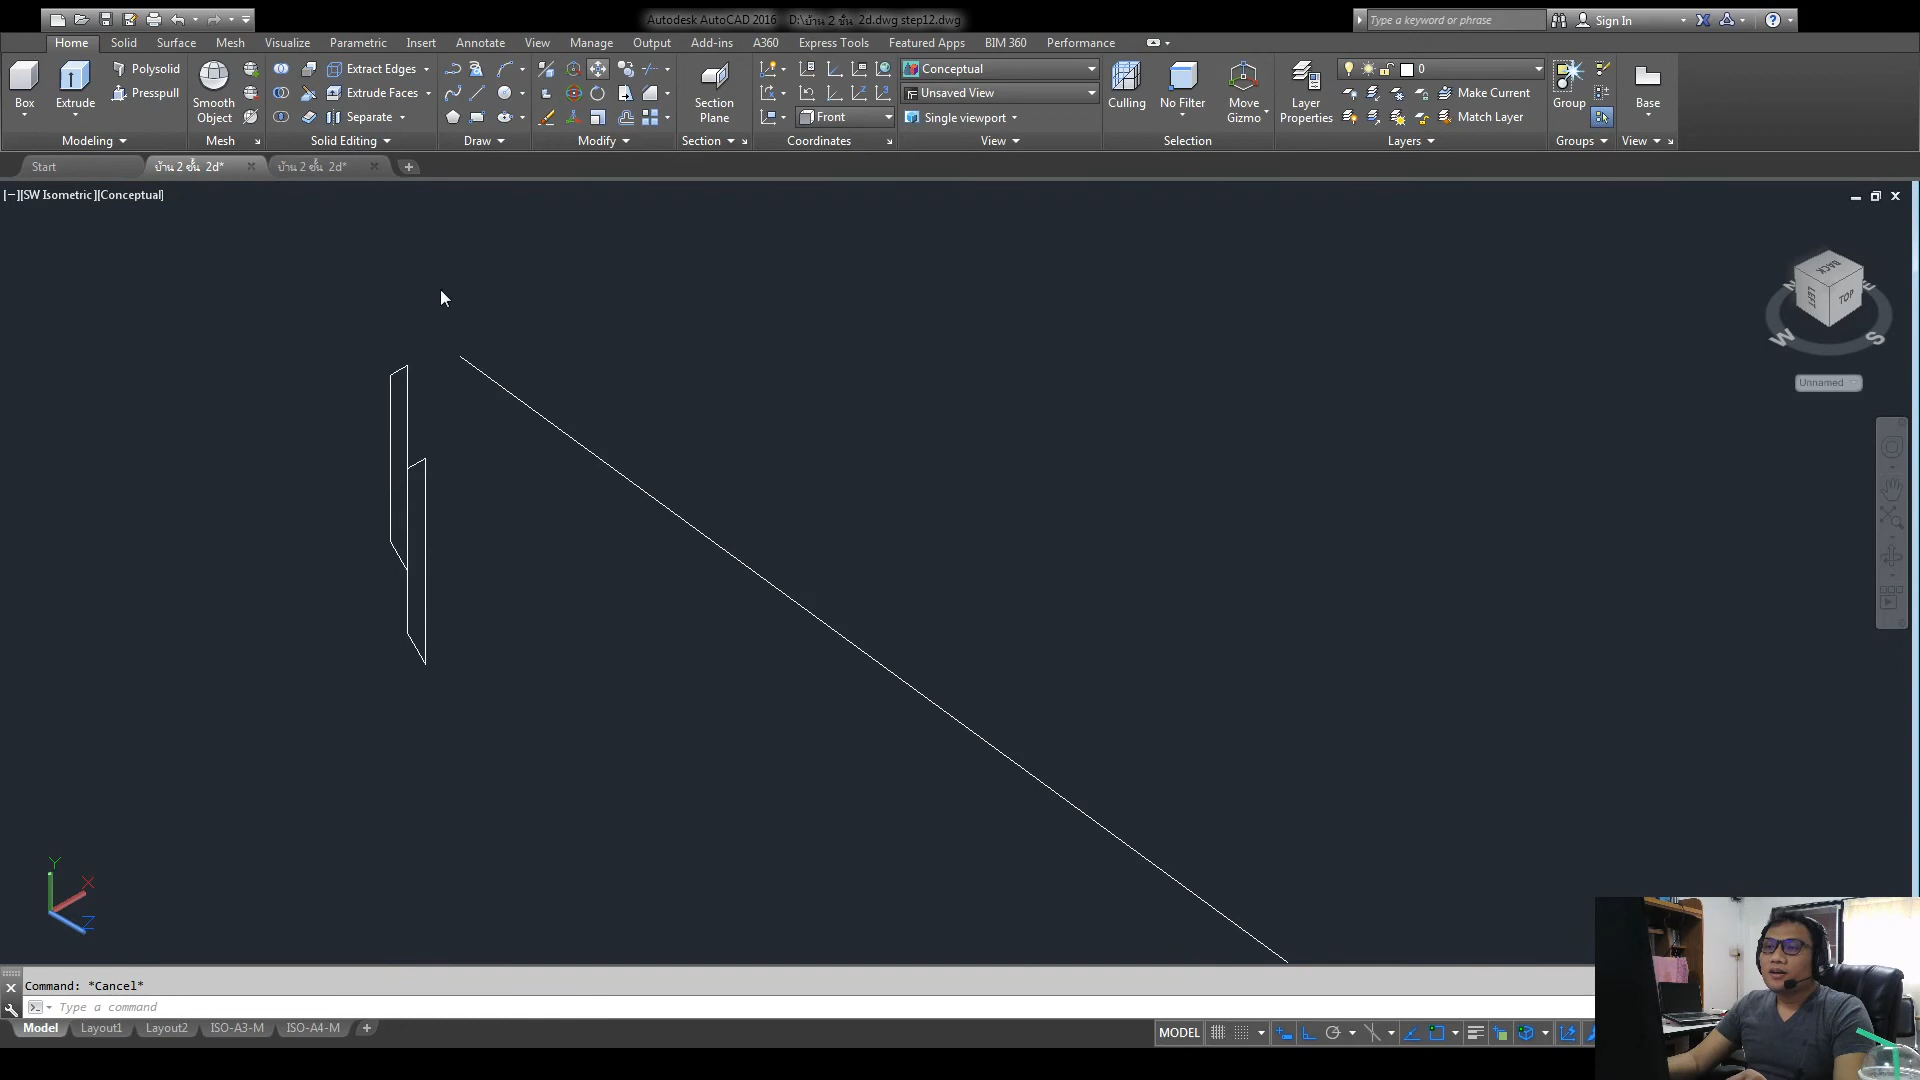 Autodesk AutoCAD 2016 D:\บ้าน 2 ชั้น 2d.dwg step12.dwg
Type a keyword or phrase
Sign In
Home Solid Surface Mesh Visualize Parametric Insert Annotate View Manage Output Add-ins A360 Express Tools Featured Apps BIM 360 Performance
Box
Extrude
Polysolid
Presspull
Smooth Object
Extract Edges
Extrude Faces
Separate
Section Plane
Front
Conceptual
Unsaved View
Single viewport
Culling
No Filter
Move Gizmo
Layer Properties
0
Make Current
Match Layer
Group
Base
Modeling Mesh Solid Editing Draw Modify Section Coordinates View Selection Layers Groups View
Start บ้าน 2 ชั้น 2d* บ้าน 2 ชั้น 2d*
[−][SW Isometric][Conceptual]
BACK
LEFT
TOP
N
E
W
S
Unnamed
Y
X
Z
Command: *Cancel*
Type a command
Model Layout1 Layout2 ISO-A3-M ISO-A4-M
MODEL